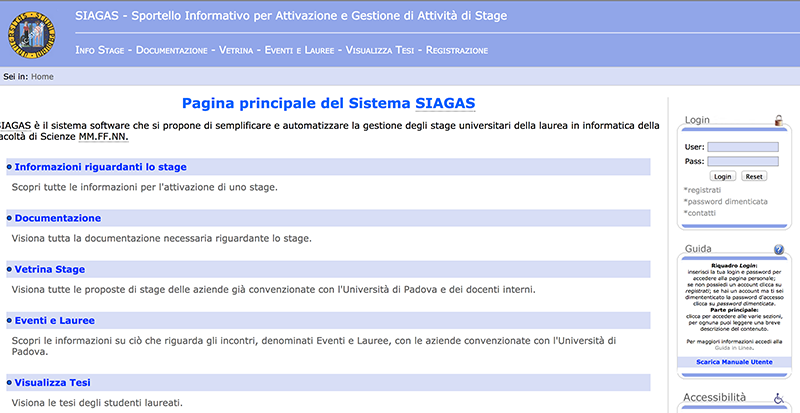 SIAGAS - Sportello Informativo per Attivazione e Gestione di Attività di Stage
Info Stage - Documentazione - Vetrina - Eventi e Lauree - Visualizza Tesi - Registrazione
Sei in: Home
Pagina principale del Sistema SIAGAS
SIAGAS è il sistema software che si propone di semplificare e automatizzare la gestione degli stage universitari della laurea in informatica della
acoltà di Scienze MM.FF.NN.
Informazioni riguardanti lo stage
Scopri tutte le informazioni per l'attivazione di uno stage.
Documentazione
Visiona tutta la documentazione necessaria riguardante lo stage.
Vetrina Stage
Visiona tutte le proposte di stage delle aziende già convenzionate con l'Università di Padova e dei docenti interni.
Eventi e Lauree
Scopri le informazioni su ciò che riguarda gli incontri, denominati Eventi e Lauree, con le aziende convenzionate con l'Università di
Padova.
Visualizza Tesi
Visiona le tesi degli studenti laureati.
Login
User:
Pass:
Login Reset
*registrati
*password dimenticata
*contatti
Guida
Riquadro Login:
inserisci la tua login e password per
accedere alla pagina personale;
se non possiedi un account clicca su
registrati; se hai un account ma ti sei
dimententicato la password d'accesso
clicca su password dimenticata.
Parte principale:
clicca per accedere alle varie sezioni,
per ognuna puoi leggere una breve
descrizione del contenuto.
Per maggiori informazioni accedi alla
Guida in Linea.
Scarica Manuale Utente
Accessibilità